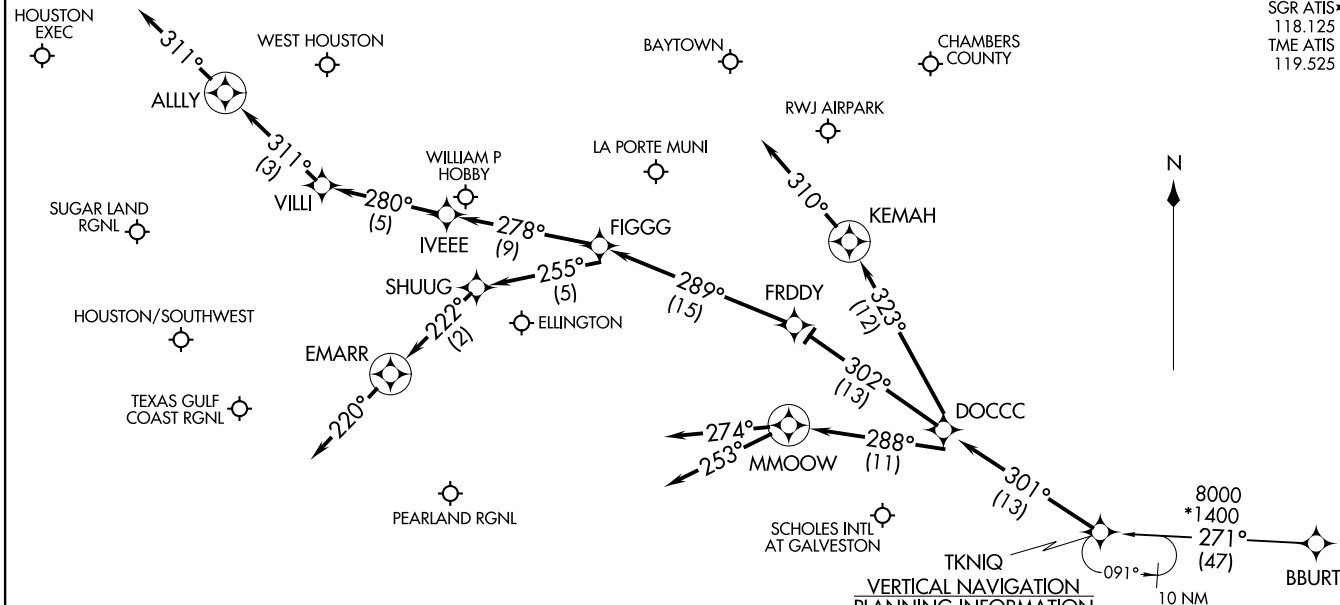 HOUSTON
EXEC
WEST HOUSTON
BAYTOWN
CHAMBERS
COUNTY
SGR ATIS*
118.125
TME ATIS
119.525
311°
ALLLY
RWJ AIRPARK
311°
(3)
WILLIAM P
HOBBY
LA PORTE MUNI
N
VILLI
280°
(5)
310°
KEMAH
SUGAR LAND
RGNL
IVEEE
278°
(9)
FIGGG
SHUUG
255°
(5)
289°
(15)
FRDDY
323°
(12)
HOUSTON/SOUTHWEST
222°
(2)
ELLINGTON
EMARR
302°
(13)
TEXAS GULF
COAST RGNL
220°
DOCCC
274°
253°
MMOOW
288°
(11)
301°
(13)
PEARLAND RGNL
SCHOLES INTL
AT GALVESTON
8000
*1400
271°
(47)
TKNIQ
091°
BBURT
10 NM
VERTICAL NAVIGATION
PLANNING INFORMATION